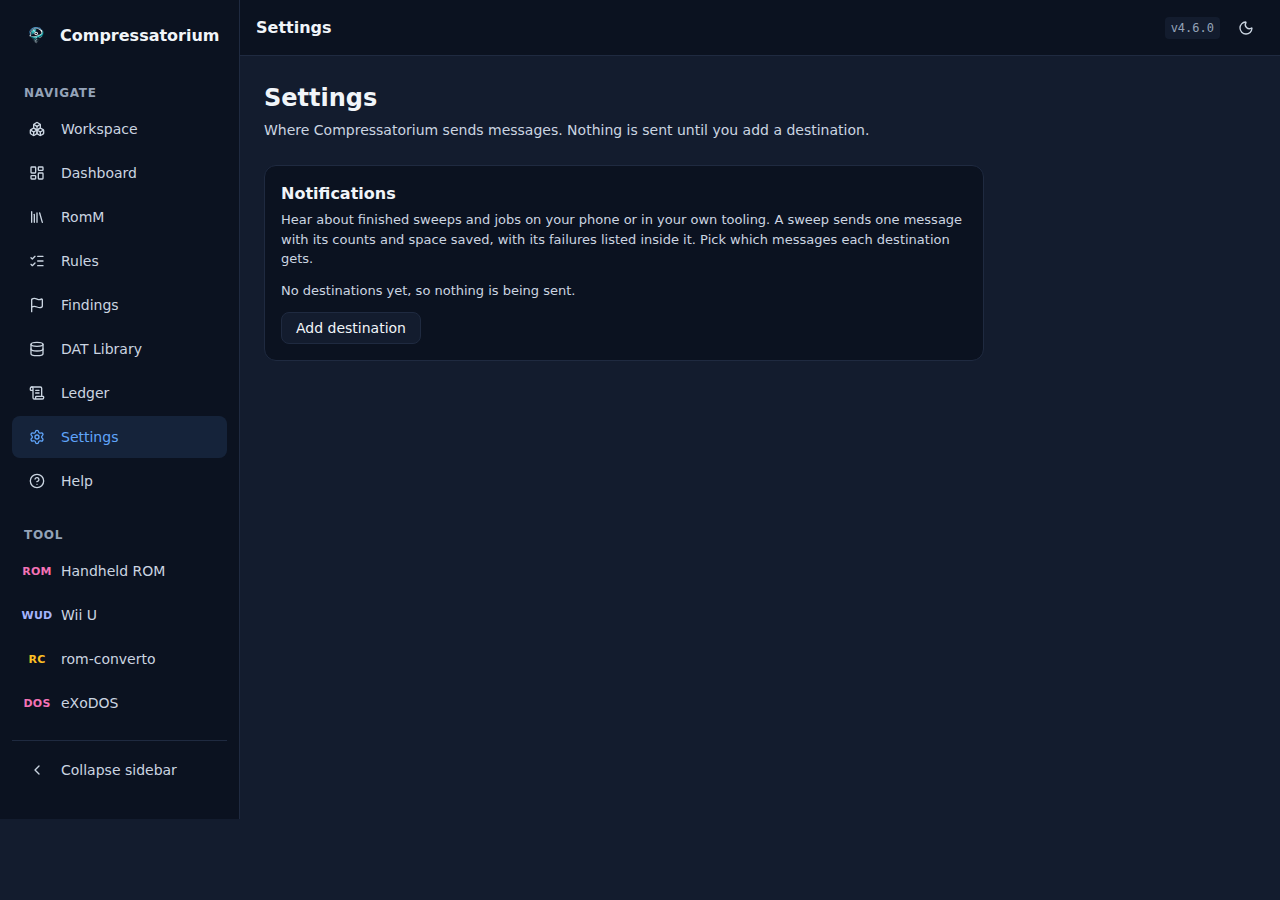 Compressatorium
NAVIGATE
Workspace
Dashboard
RomM
Rules
Findings
DAT Library
Ledger
Settings
Help
TOOL
ROM Handheld ROM
WUD Wii U
RC rom-converto
DOS eXoDOS
Collapse sidebar
Settings
v4.6.0
Settings
Where Compressatorium sends messages. Nothing is sent until you add a destination.
Notifications
Hear about finished sweeps and jobs on your phone or in your own tooling. A sweep sends one message
with its counts and space saved, with its failures listed inside it. Pick which messages each destination
gets.
No destinations yet, so nothing is being sent.
Add destination